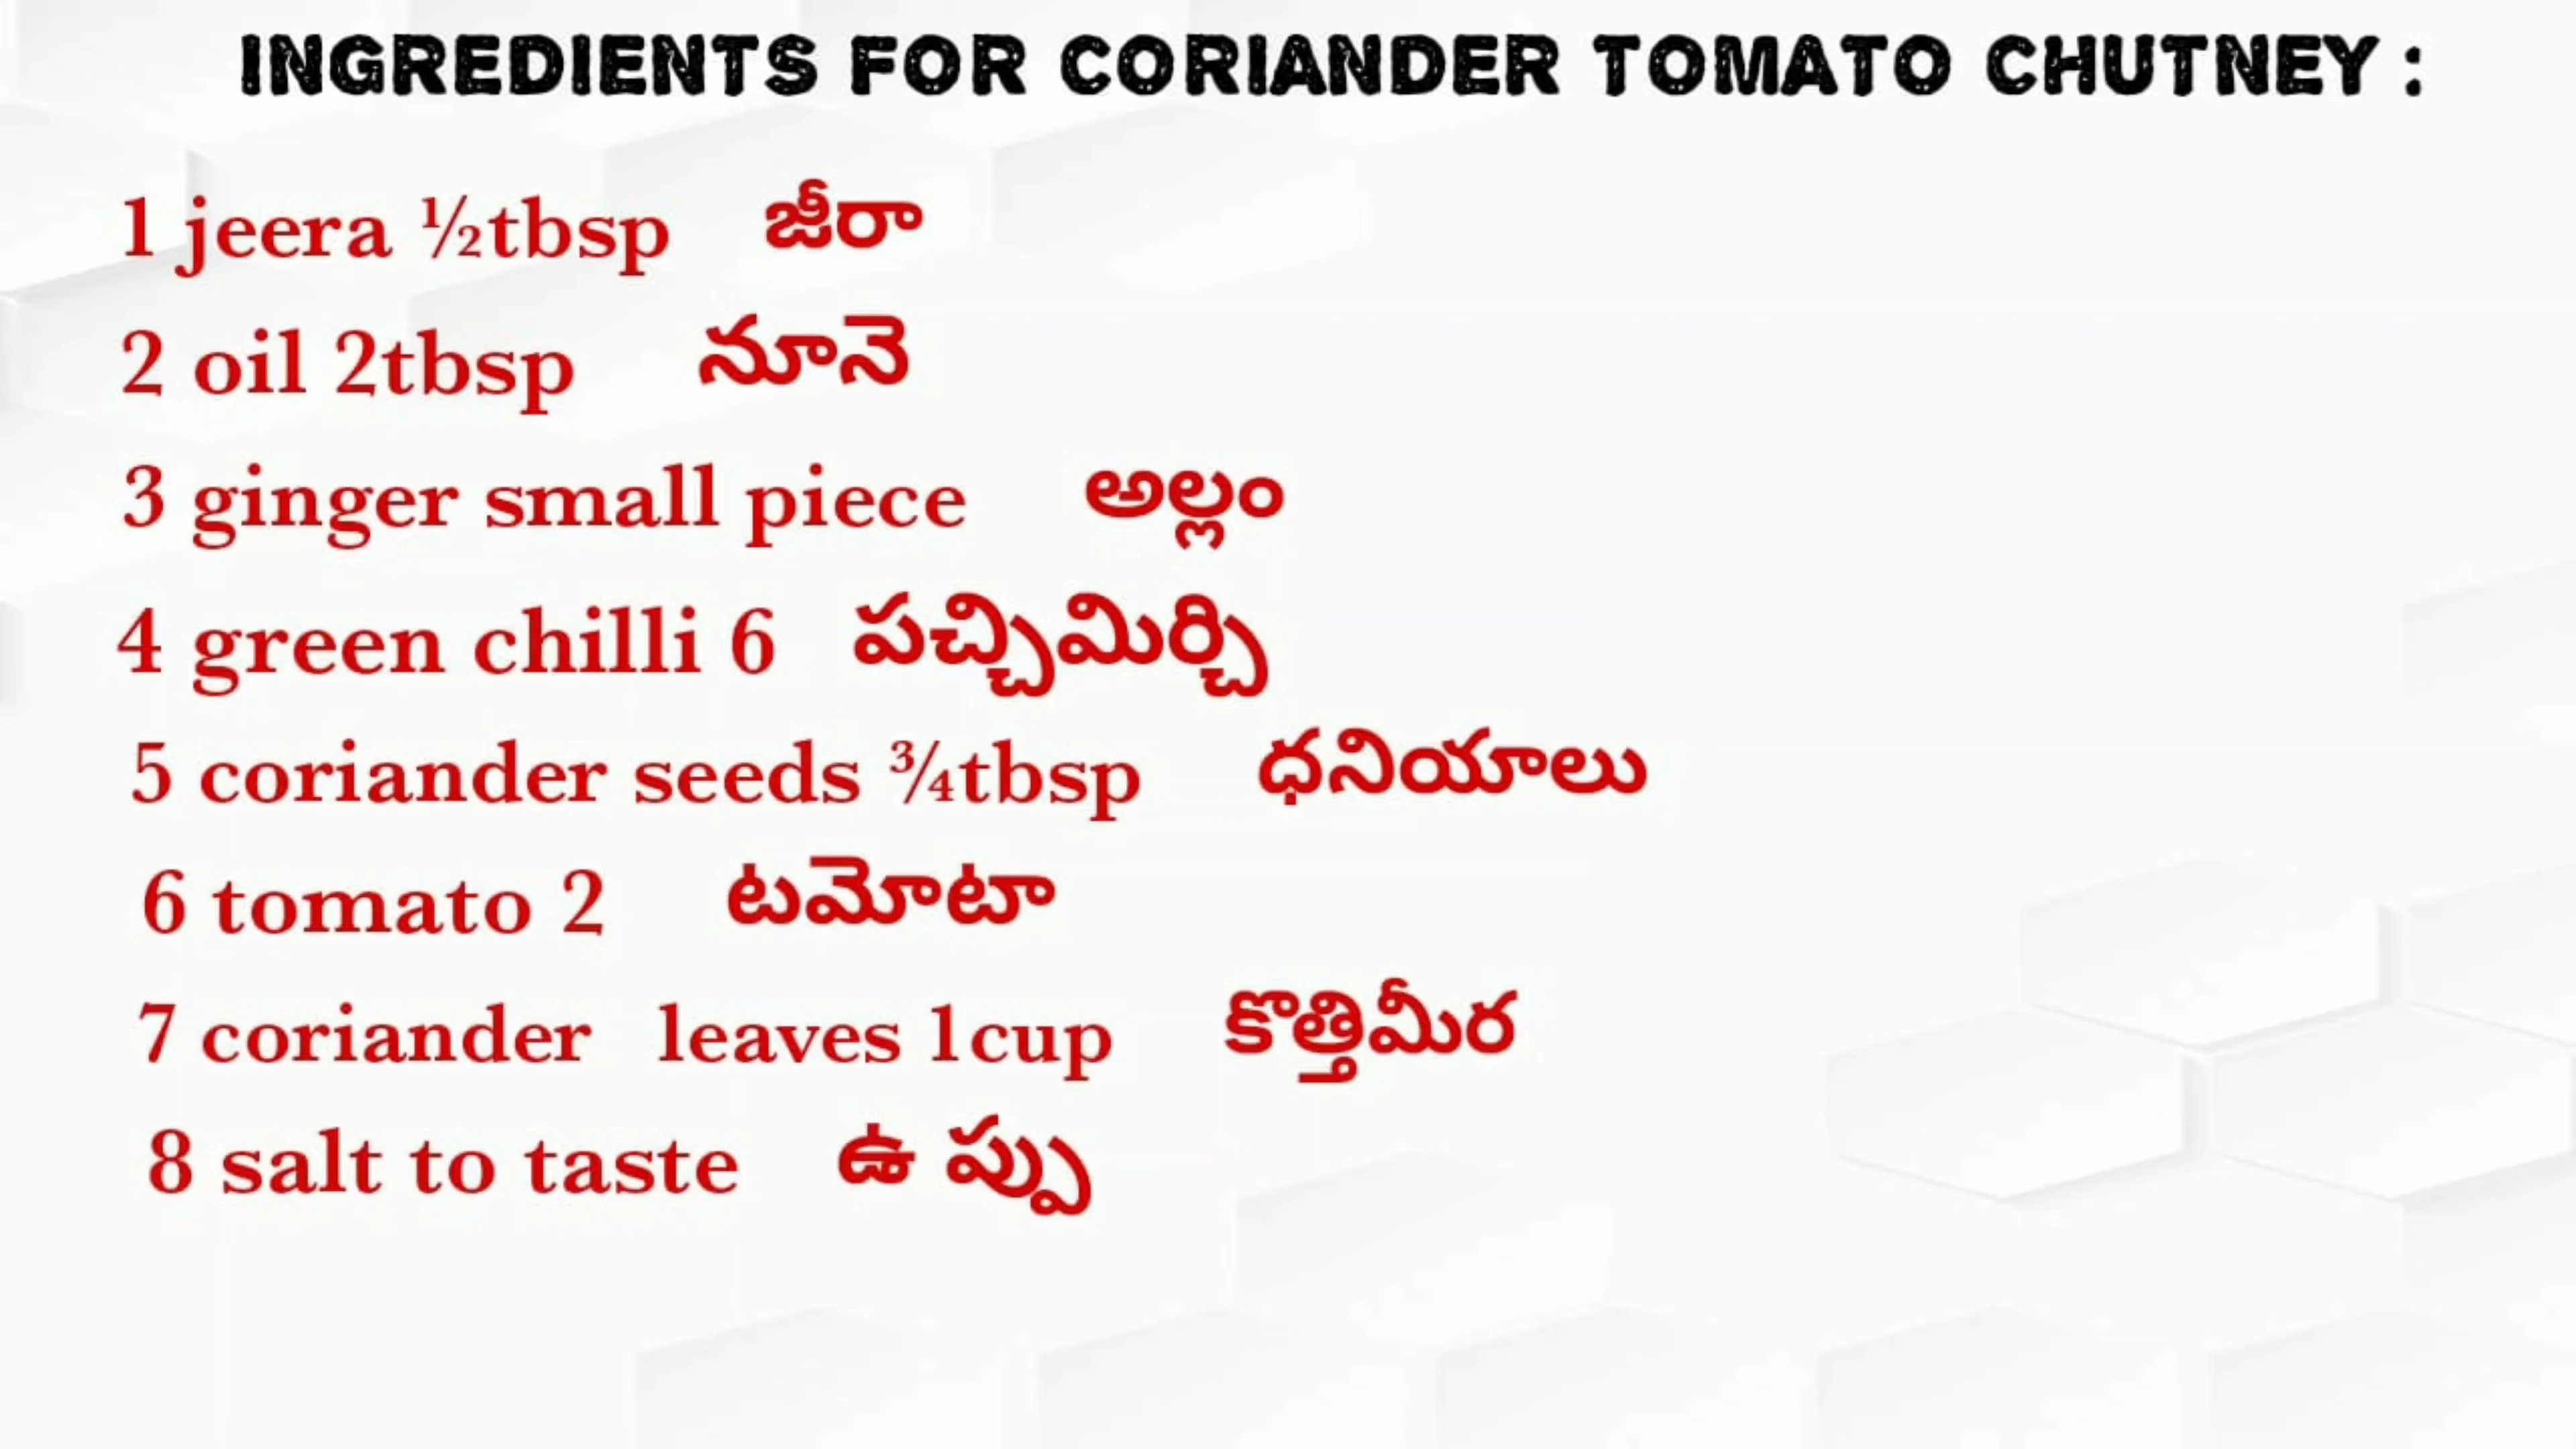 INGREDIENTS FOR CORIANDER TOMATO CHUTNEY :
1 jeera ½tbsp జీరా
2 oil 2tbsp నూనె
3 ginger small piece అల్లం
4 green chilli 6 పచ్చిమిర్చి
5 coriander seeds ¾tbsp ధనియాలు
6 tomato 2 టమోటా
7 coriander leaves 1cup కొత్తిమీర
8 salt to taste ఉ ప్పు